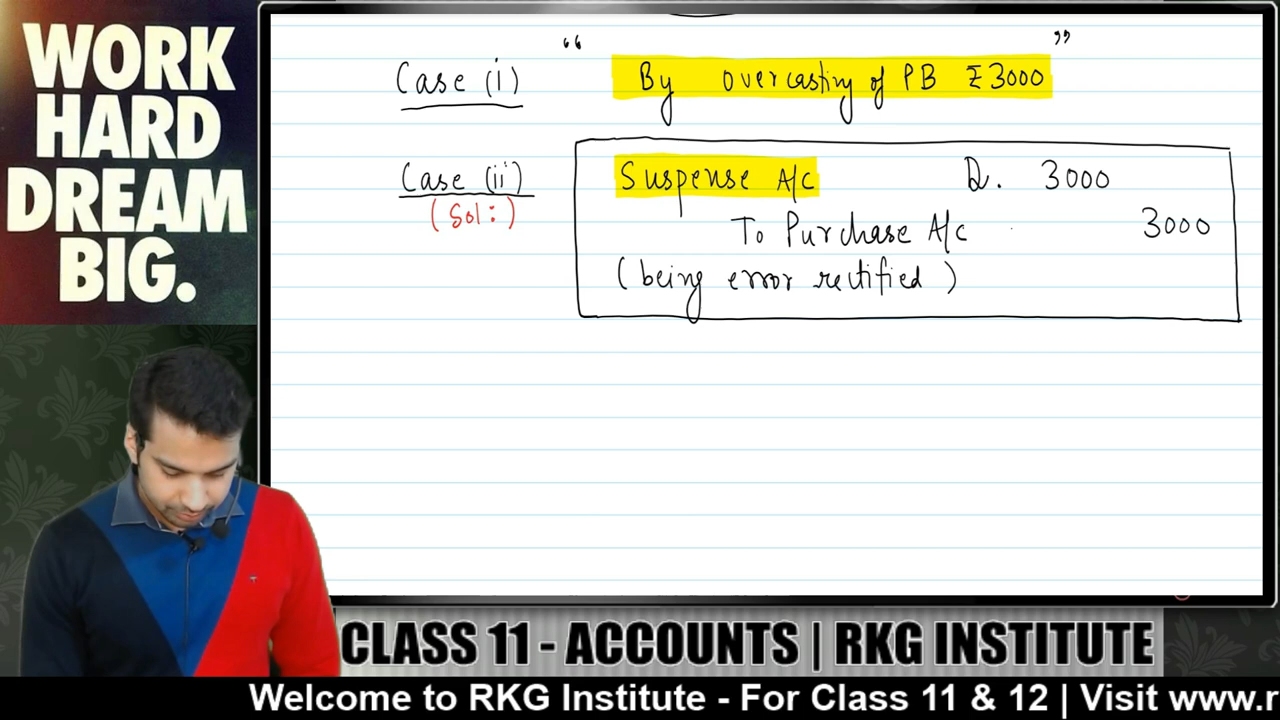 WORK
HARD
DREAM
BIG.
“ ”
Case (i) By overcasting of PB ₹3000
Case (ii) Suspense A/c Dr. 3000
(Sol:)
To Purchase A/c 3000
(being error rectified)
CLASS 11 - ACCOUNTS | RKG INSTITUTE
Welcome to RKG Institute - For Class 11 & 12 | Visit www.r